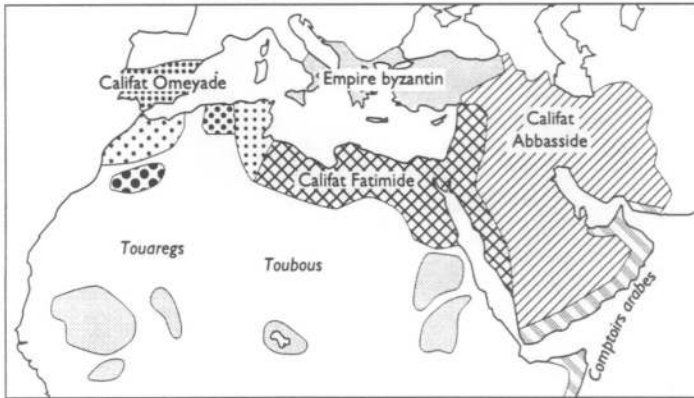 Califat Omeyade
Empire byzantin
Califat
Abbasside
Califat Fatimide
Touaregs
Toubous
Comptoirs arabes